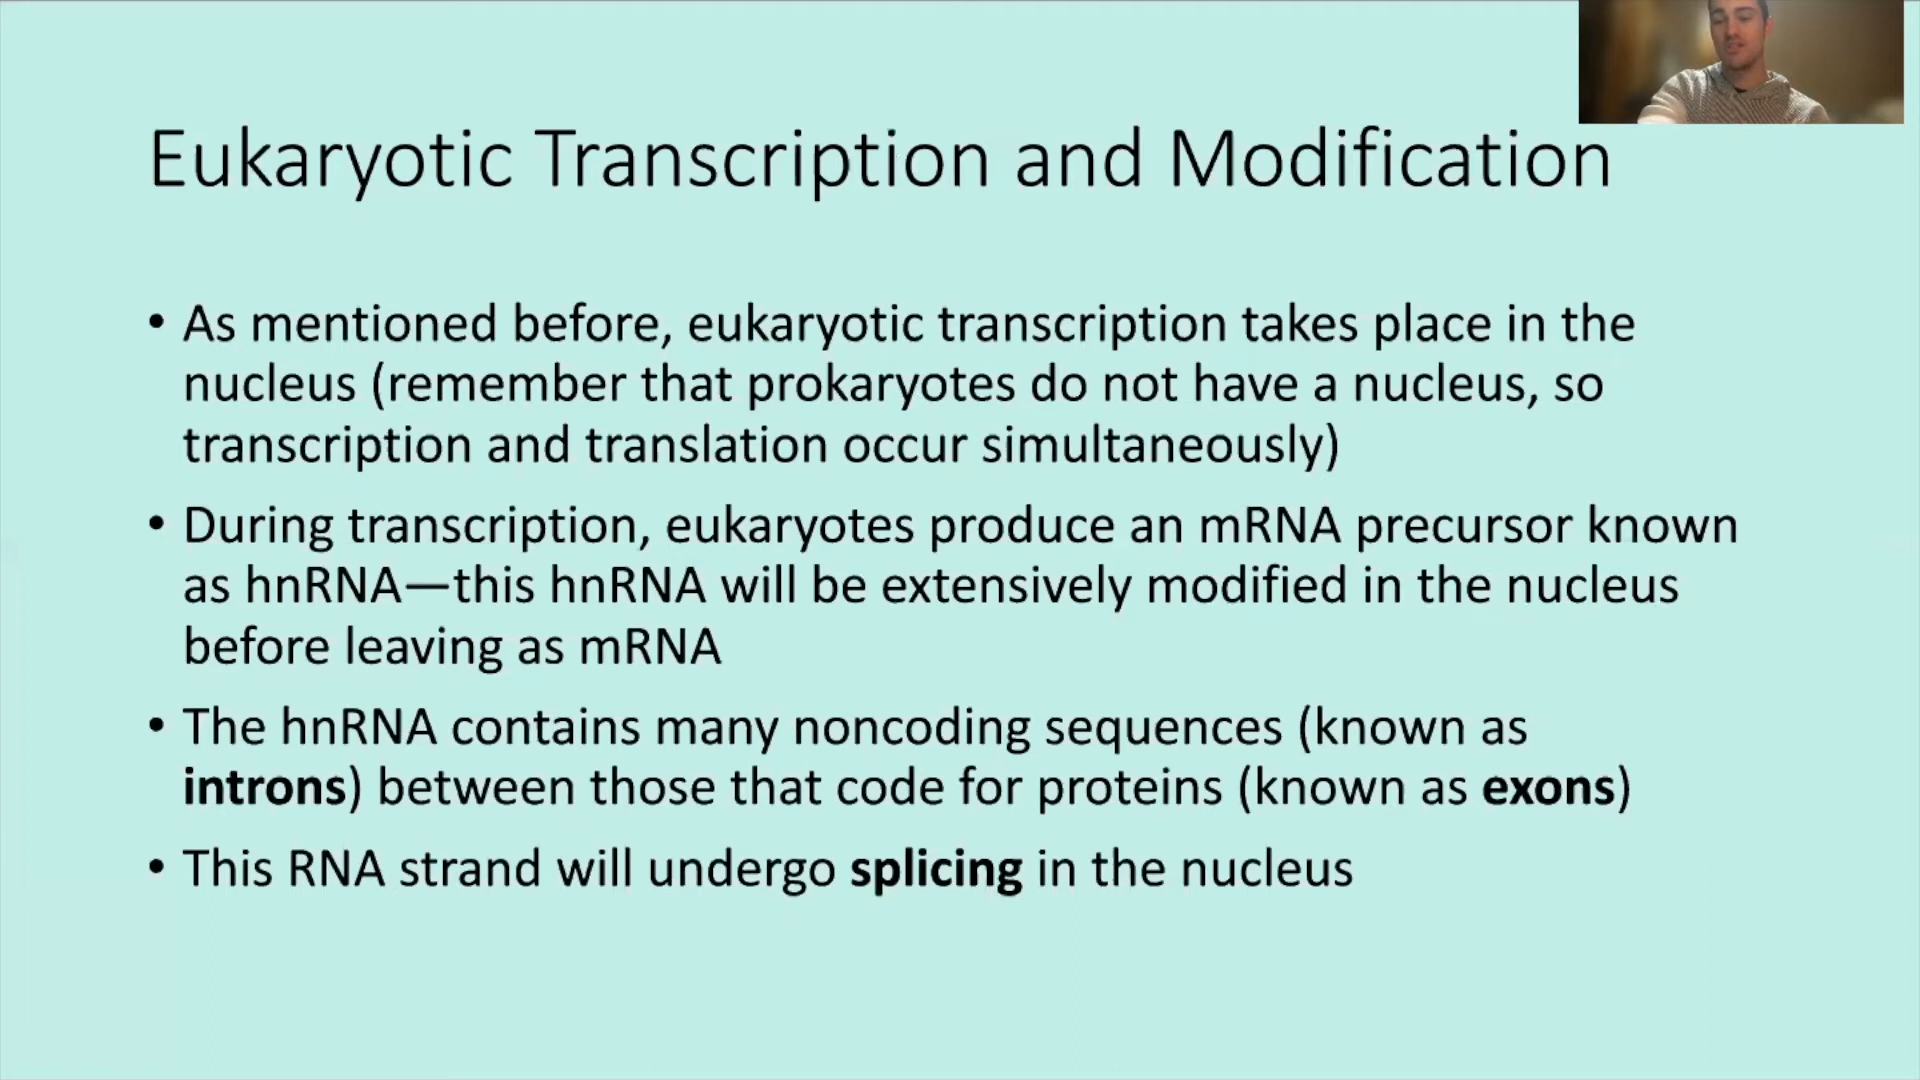 Eukaryotic Transcription and Modification
• As mentioned before, eukaryotic transcription takes place in the
nucleus (remember that prokaryotes do not have a nucleus, so
transcription and translation occur simultaneously)
• During transcription, eukaryotes produce an mRNA precursor known
as hnRNA—this hnRNA will be extensively modified in the nucleus
before leaving as mRNA
• The hnRNA contains many noncoding sequences (known as
introns) between those that code for proteins (known as exons)
• This RNA strand will undergo splicing in the nucleus